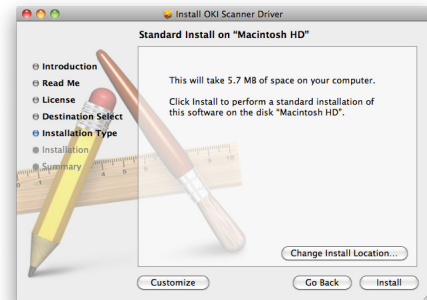 Install OKI Scanner Driver
Standard Install on “Macintosh HD”
Introduction
Read Me
License
Destination Select
Installation Type
Installation
Summary
This will take 5.7 MB of space on your computer.
Click Install to perform a standard installation of
this software on the disk "Macintosh HD".
Change Install Location...
Customize
Go Back
Install